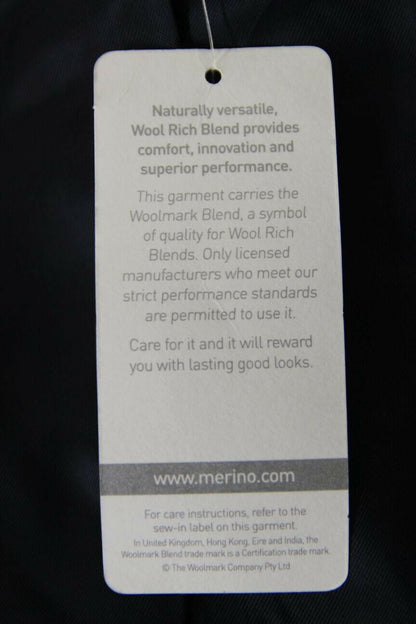 Naturally versatile,
Wool Rich Blend provides
comfort, innovation and
superior performance.
This garment carries the
Woolmark Blend, a symbol
of quality for Wool Rich
Blends. Only licensed
manufacturers who meet our
strict performance standards
are permitted to use it.
Care for it and it will reward
you with lasting good looks.
www.merino.com
For care instructions, refer to the
sew-in label on this garment.
In United Kingdom, Hong Kong, Eire and India, the
Woolmark Blend trade mark is a Certification trade mark.
© The Woolmark Company Pty Ltd